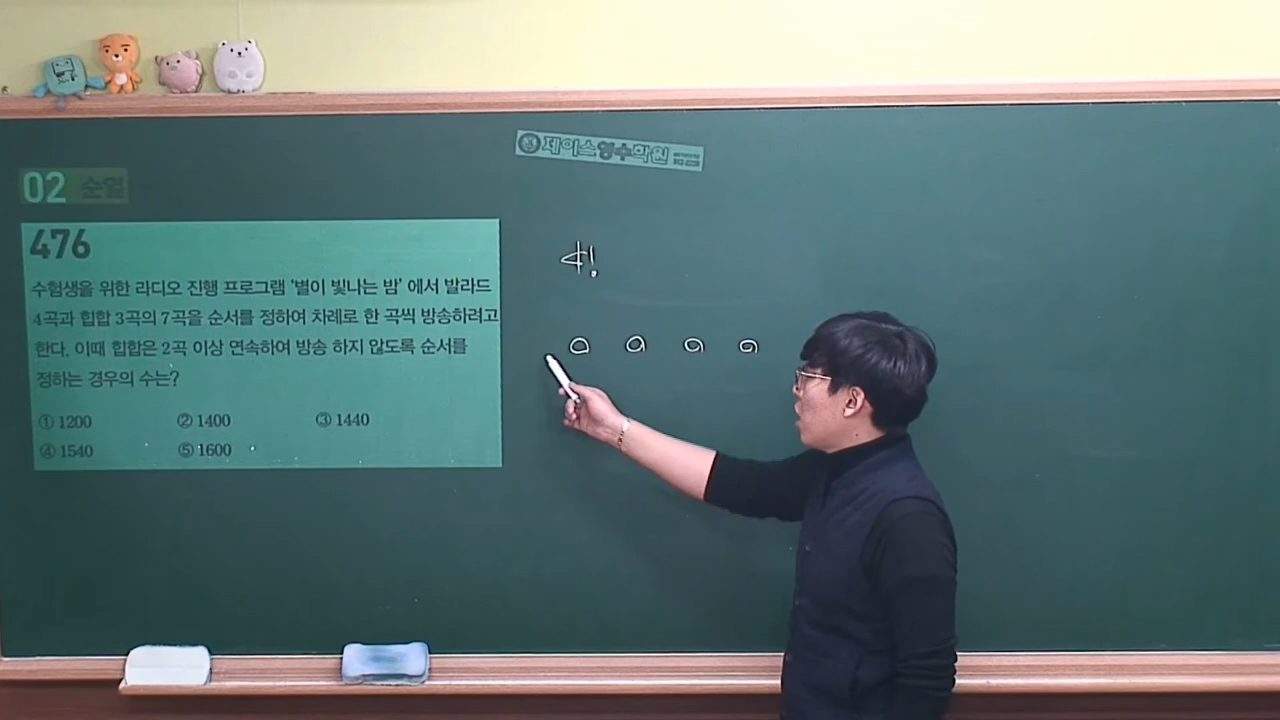 제이스영수학원
02 순열
476
수험생을 위한 라디오 진행 프로그램 '별이 빛나는 밤' 에서 발라드
4곡과 힙합 3곡의 7곡을 순서를 정하여 차례로 한 곡씩 방송하려고
한다. 이때 힙합은 2곡 이상 연속하여 방송 하지 않도록 순서를
정하는 경우의 수는?
① 1200 ② 1400 ③ 1440
④ 1540 ⑤ 1600
4!